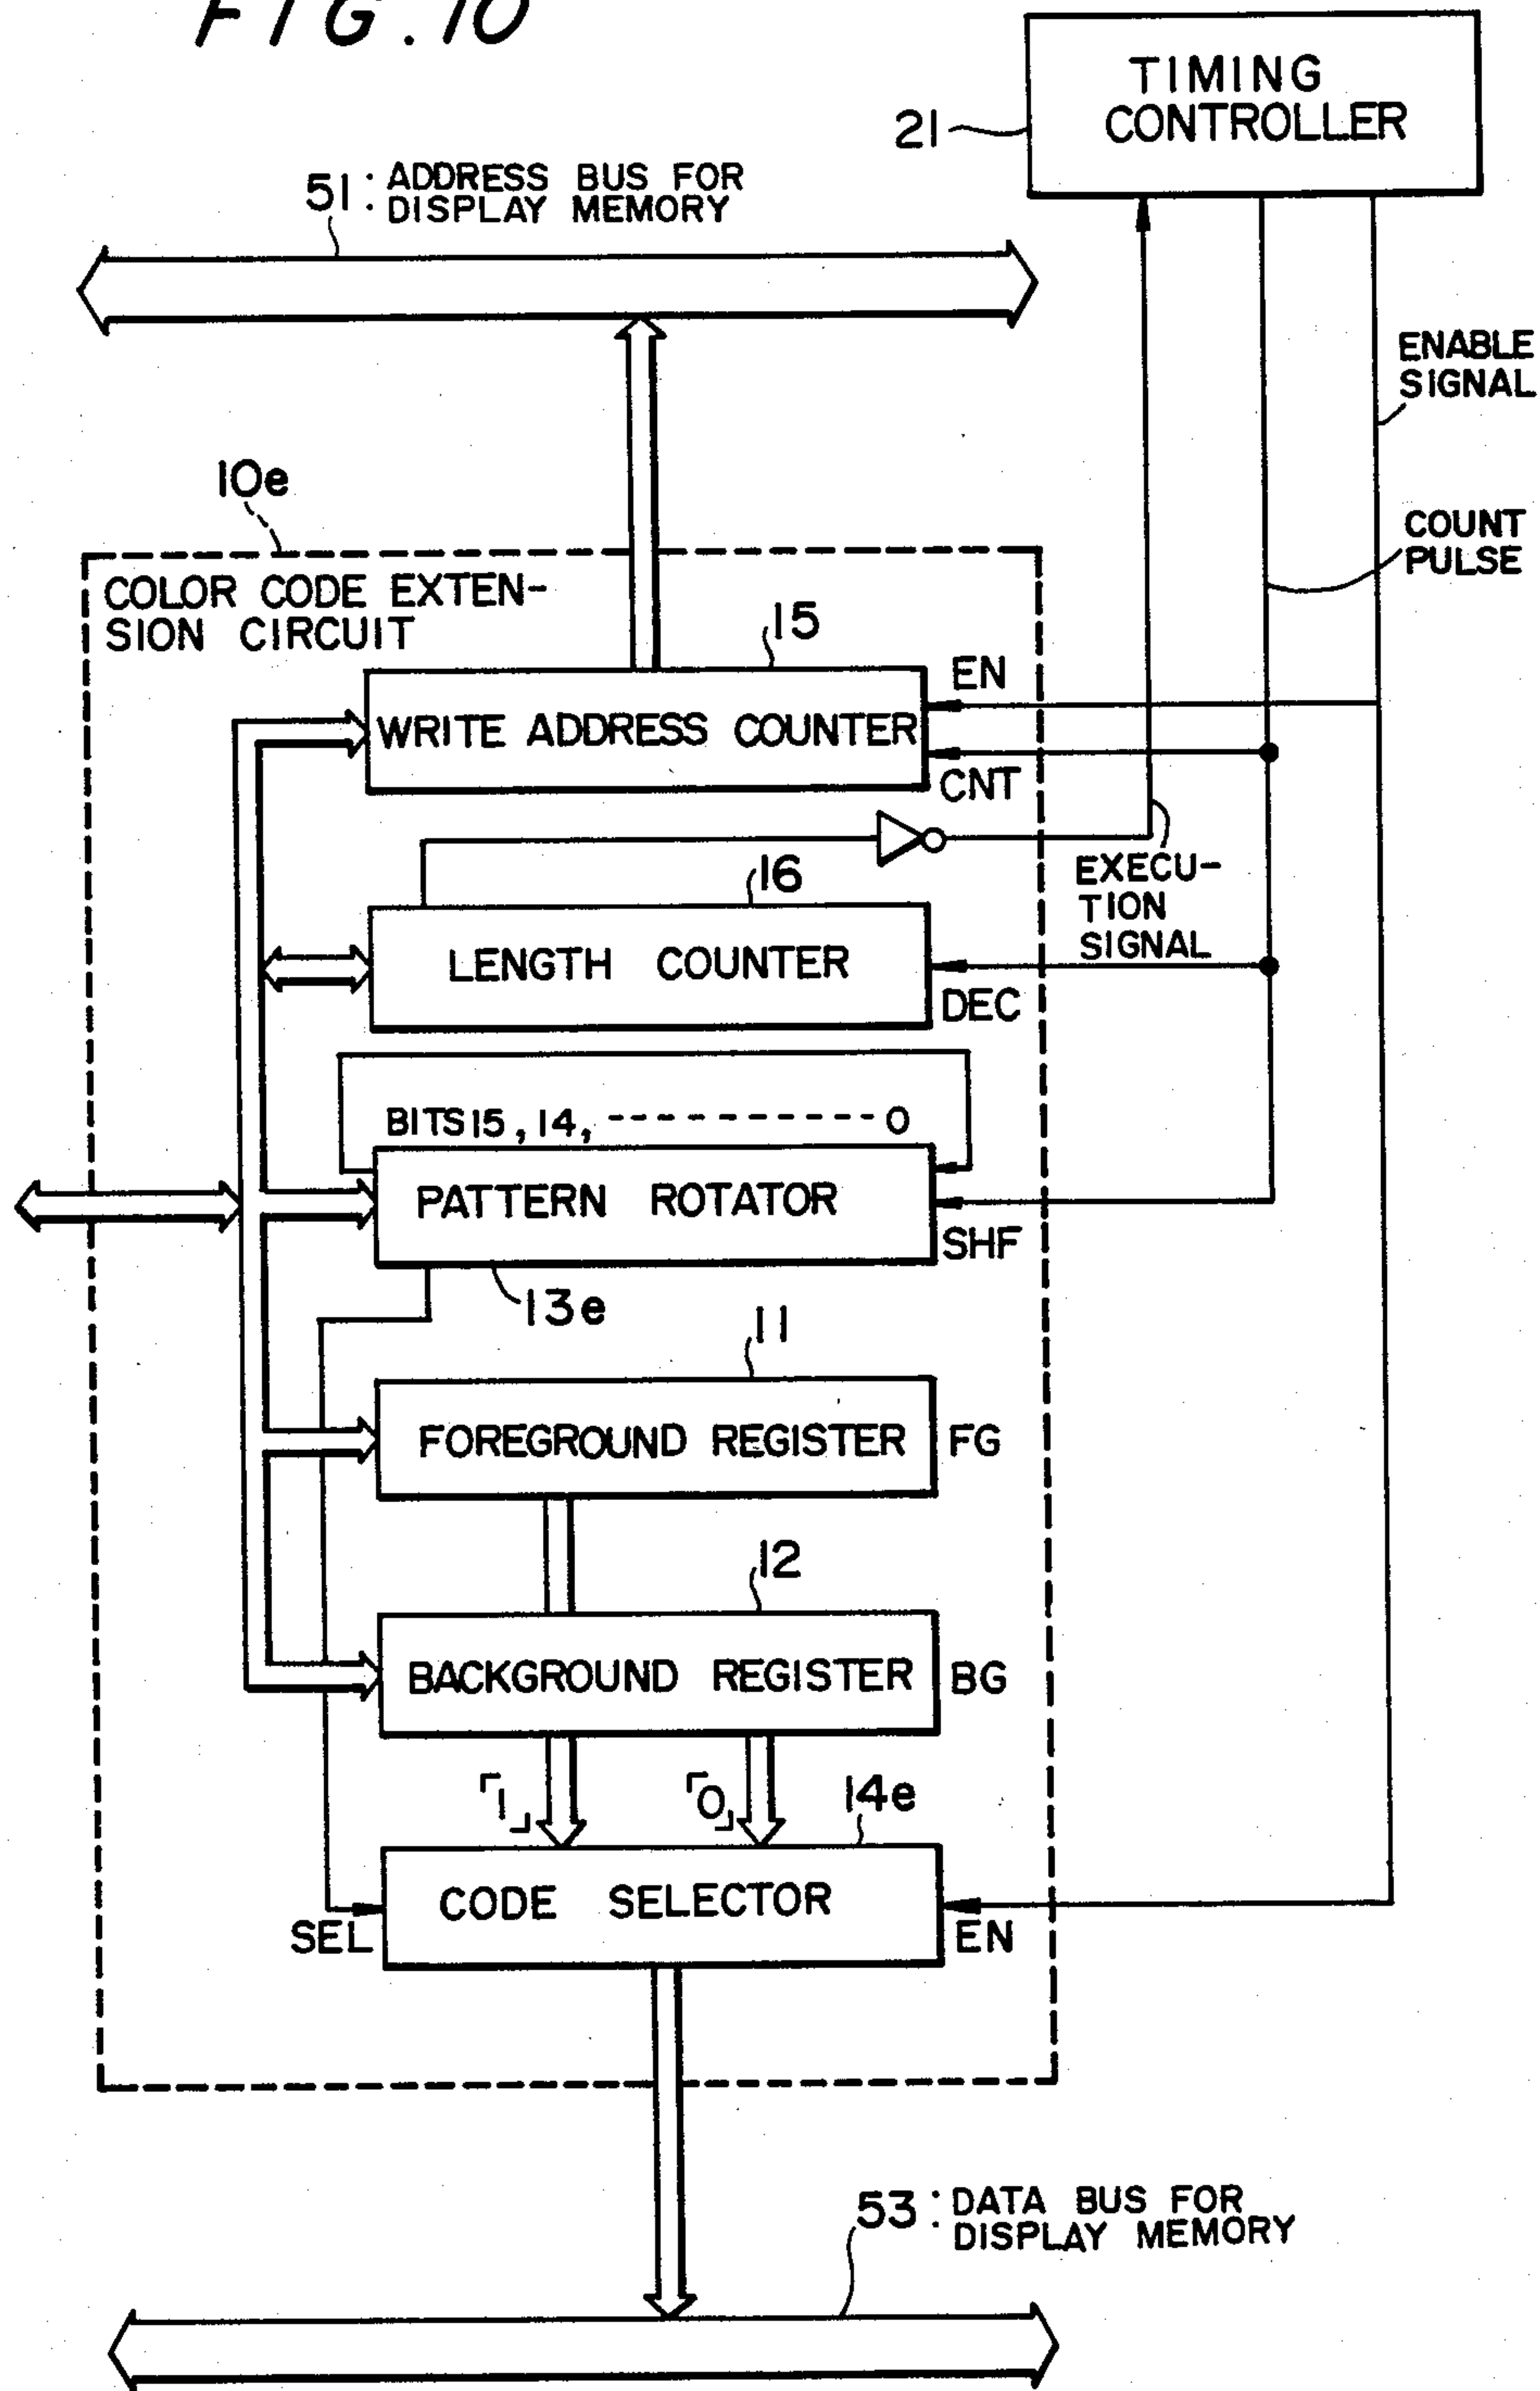 FIG. 10
TIMING
CONTROLLER
21
51: ADDRESS BUS FOR
DISPLAY MEMORY
ENABLE
SIGNAL
10e
COUNT
PULSE
COLOR CODE EXTEN-
SION CIRCUIT
15
EN
WRITE ADDRESS COUNTER
CNT
16
EXECU-
TION
SIGNAL
LENGTH COUNTER
DEC
BITS 15, 14, ----------- 0
PATTERN ROTATOR
SHF
13e
11
FOREGROUND REGISTER FG
12
BACKGROUND REGISTER BG
「1」 「0」 14e
CODE SELECTOR
SEL EN
53: DATA BUS FOR
DISPLAY MEMORY